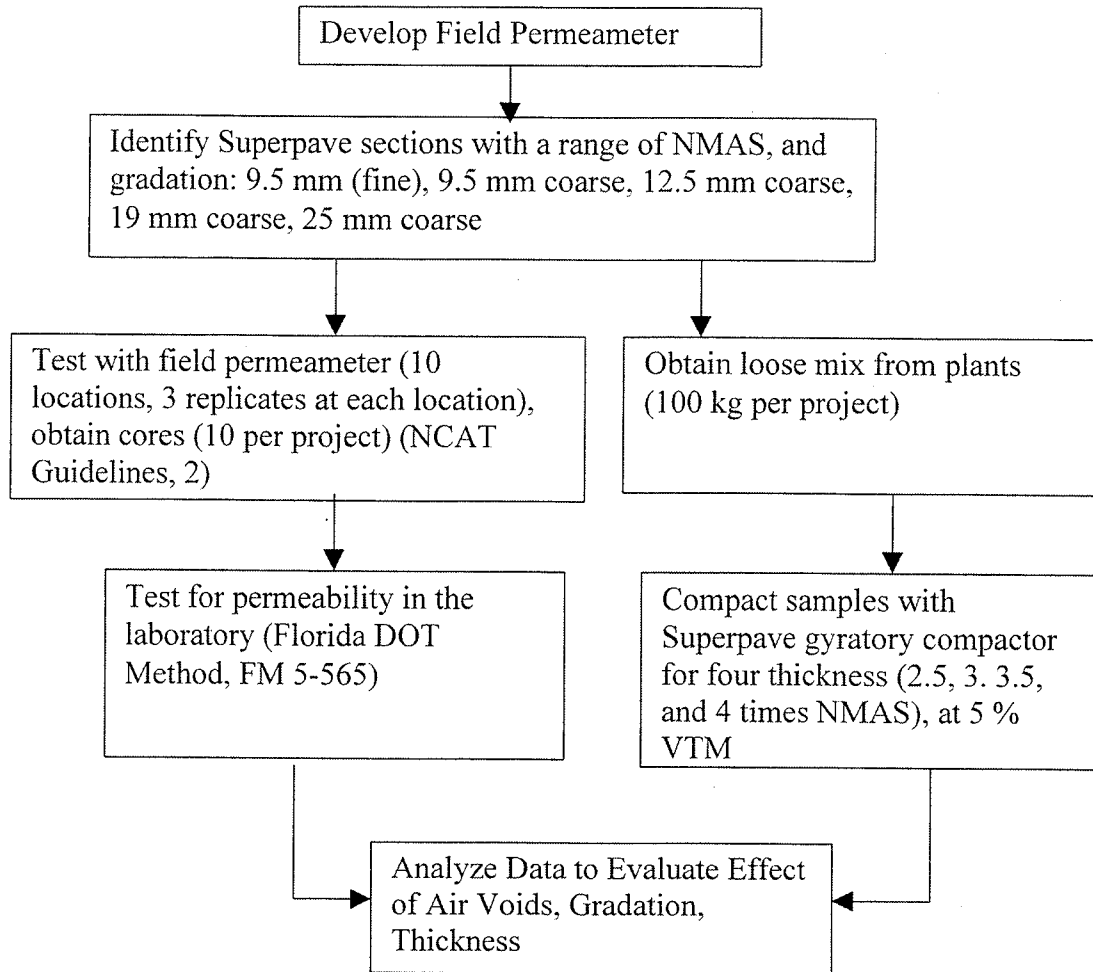 Develop Field Permeameter
Identify Superpave sections with a range of NMAS, and
gradation: 9.5 mm (fine), 9.5 mm coarse, 12.5 mm coarse,
19 mm coarse, 25 mm coarse
Test with field permeameter (10
locations, 3 replicates at each location),
obtain cores (10 per project) (NCAT
Guidelines, 2)
Obtain loose mix from plants
(100 kg per project)
Test for permeability in the
laboratory (Florida DOT
Method, FM 5-565)
Compact samples with
Superpave gyratory compactor
for four thickness (2.5, 3. 3.5,
and 4 times NMAS), at 5 %
VTM
Analyze Data to Evaluate Effect
of Air Voids, Gradation,
Thickness